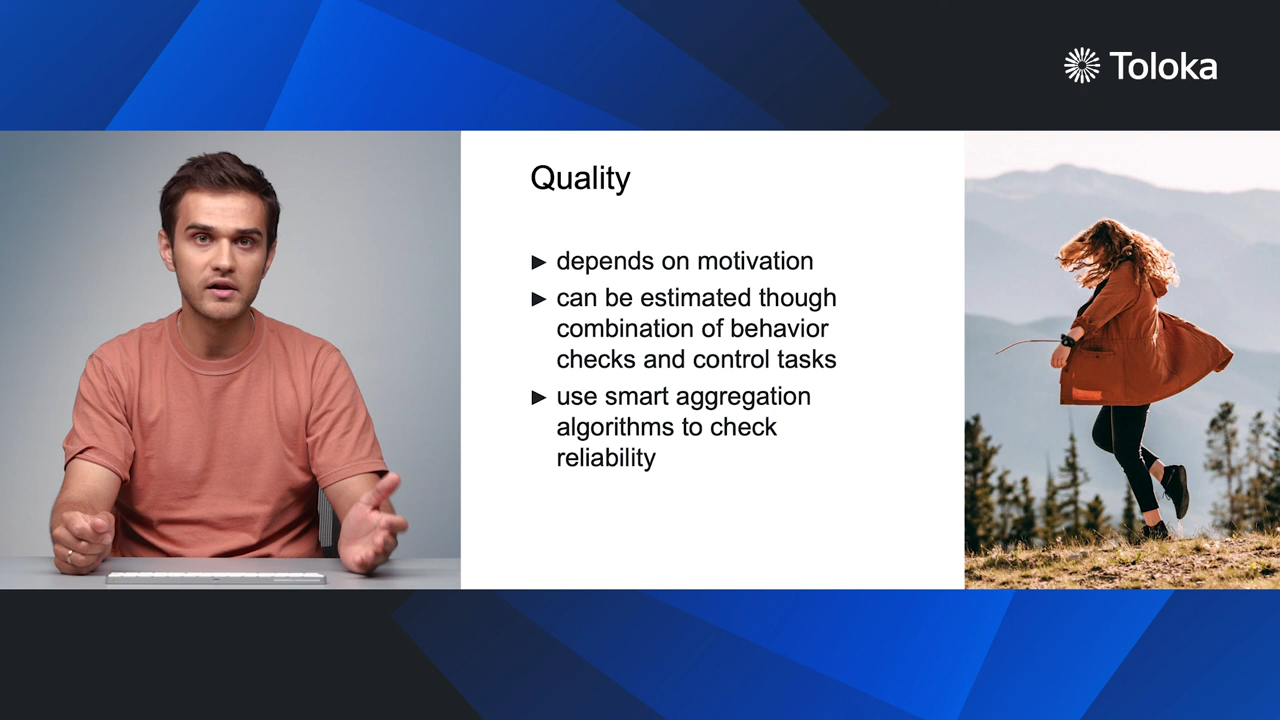 Toloka
Quality
► depends on motivation
► can be estimated though
combination of behavior
checks and control tasks
► use smart aggregation
algorithms to check
reliability